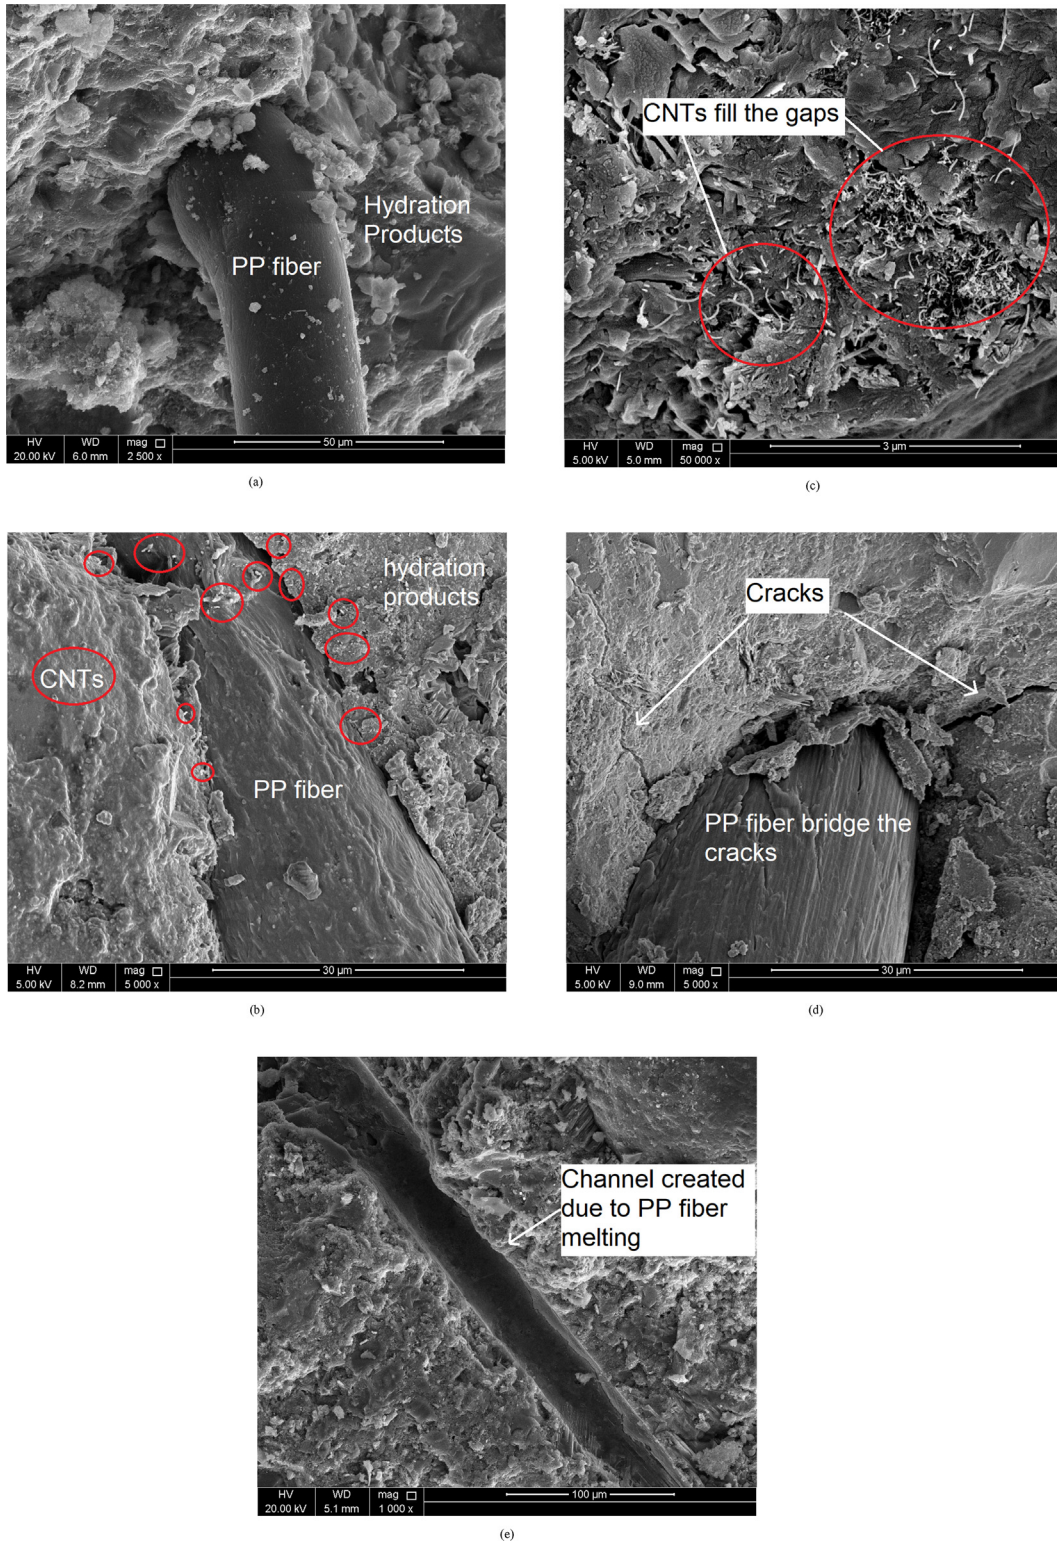 Hydration
Products
PP fiber
50 µm
HV WD mag
20.00 kV 6.0 mm 2 500 x
(a)
CNTs fill the gaps
3 µm
HV WD mag
5.00 kV 5.0 mm 50 000 x
(c)
hydration
products
CNTs
PP fiber
30 µm
HV WD mag
5.00 kV 8.2 mm 5 000 x
(b)
Cracks
PP fiber bridge the
cracks
30 µm
HV WD mag
5.00 kV 9.0 mm 5 000 x
(d)
Channel created
due to PP fiber
melting
100 µm
HV WD mag
20.00 kV 5.1 mm 1 000 x
(e)